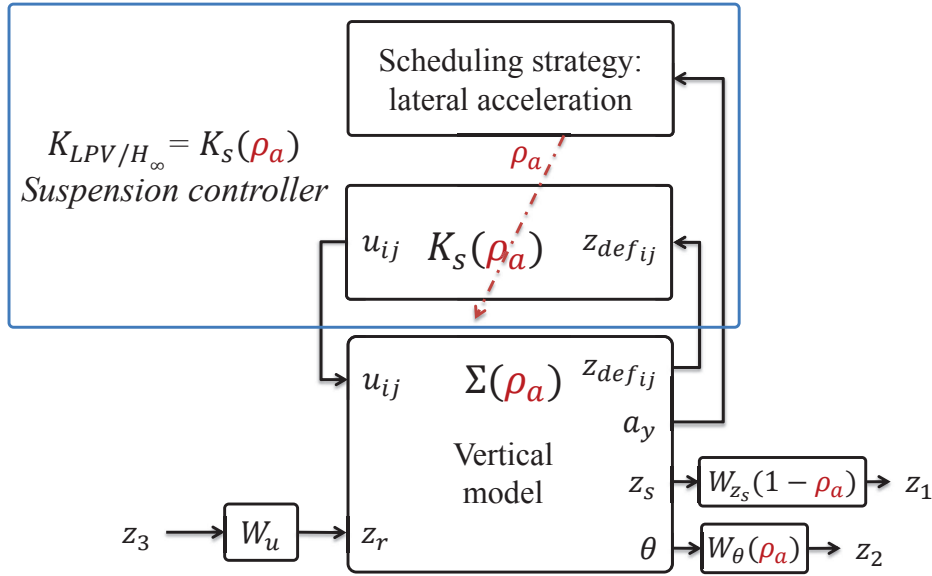 Scheduling strategy:
lateral acceleration
K_{LPV/H_∞} = K_s(ρ_a)
Suspension controller
ρ_a
u_{ij} K_s(ρ_a) z_{def_{ij}}
u_{ij} Σ(ρ_a) z_{def_{ij}}
a_y
Vertical
model
z_s W_{z_s}(1 − ρ_a) z_1
z_3 W_u z_r θ W_θ(ρ_a) z_2